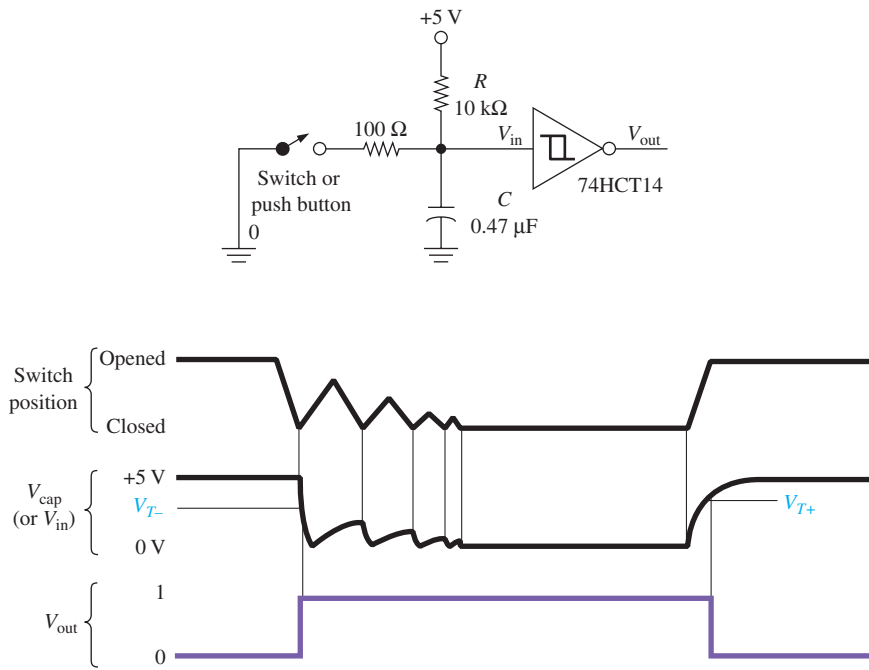 +5 V
R
10 kΩ
100 Ω
V_in
V_out
Switch or
push button
74HCT14
C
0.47 µF
0
Opened
Switch
position
Closed
+5 V
V_cap
(or V_in)
V_T−
V_T+
0 V
1
V_out
0